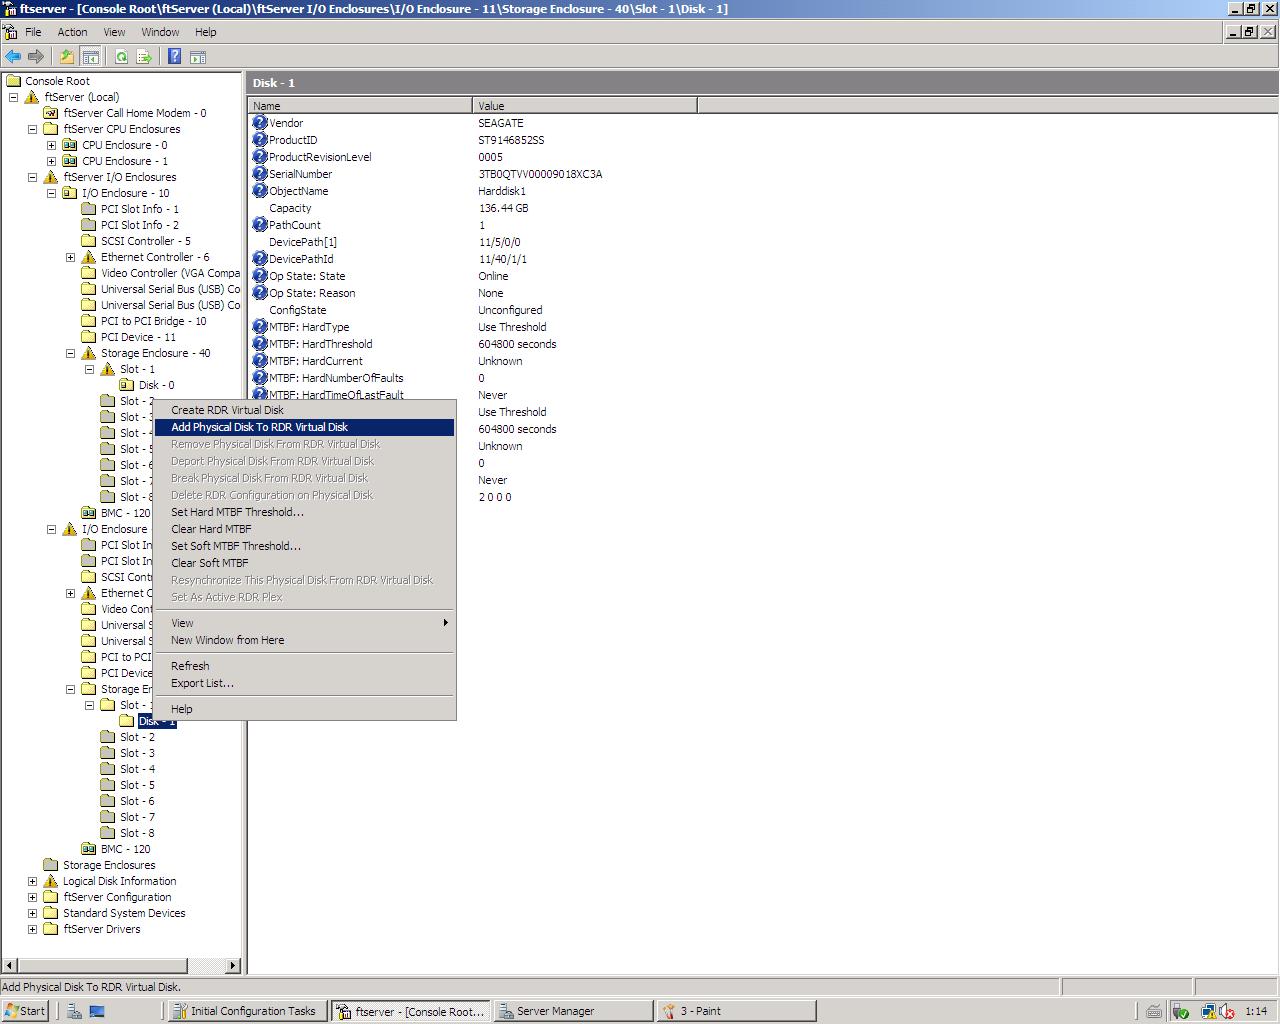 ftserver - [Console Root\ftServer (Local)\ftServer I/O Enclosures\I/O Enclosure - 11\Storage Enclosure - 40\Slot - 1\Disk - 1]
File Action View Window Help
Console Root
ftServer (Local)
ftServer Call Home Modem - 0
ftServer CPU Enclosures
CPU Enclosure - 0
CPU Enclosure - 1
ftServer I/O Enclosures
I/O Enclosure - 10
PCI Slot Info - 1
PCI Slot Info - 2
SCSI Controller - 5
Ethernet Controller - 6
Video Controller (VGA Compa
Universal Serial Bus (USB) Co
Universal Serial Bus (USB) Co
PCI to PCI Bridge - 10
PCI Device - 11
Storage Enclosure - 40
Slot - 1
Disk - 0
Slot - 2
Slot - 3
Slot - 4
Slot - 5
Slot - 6
Slot - 7
Slot - 8
BMC - 120
I/O Enclosure
PCI Slot In
PCI Slot In
SCSI Cont
Ethernet C
Video Cont
Universal S
Universal S
PCI to PCI
PCI Device
Storage En
Slot - 1
Disk - 1
Slot - 2
Slot - 3
Slot - 4
Slot - 5
Slot - 6
Slot - 7
Slot - 8
BMC - 120
Storage Enclosures
Logical Disk Information
ftServer Configuration
Standard System Devices
ftServer Drivers
Disk - 1
Name Value
Vendor SEAGATE
ProductID ST9146852SS
ProductRevisionLevel 0005
SerialNumber 3TB0QTVV00009018XC3A
ObjectName Harddisk1
Capacity 136.44 GB
PathCount 1
DevicePath[1] 11/5/0/0
DevicePathId 11/40/1/1
Op State: State Online
Op State: Reason None
ConfigState Unconfigured
MTBF: HardType Use Threshold
MTBF: HardThreshold 604800 seconds
MTBF: HardCurrent Unknown
MTBF: HardNumberOfFaults 0
MTBF: HardTimeOfLastFault Never
Use Threshold
604800 seconds
Unknown
0
Never
2 0 0 0
Create RDR Virtual Disk
Add Physical Disk To RDR Virtual Disk
Remove Physical Disk From RDR Virtual Disk
Deport Physical Disk From RDR Virtual Disk
Break Physical Disk From RDR Virtual Disk
Delete RDR Configuration on Physical Disk
Set Hard MTBF Threshold...
Clear Hard MTBF
Set Soft MTBF Threshold...
Clear Soft MTBF
Resynchronize This Physical Disk From RDR Virtual Disk
Set As Active RDR Plex
View
New Window from Here
Refresh
Export List...
Help
Add Physical Disk To RDR Virtual Disk.
Start Initial Configuration Tasks ftserver - [Console Root... Server Manager 3 - Paint 1:14